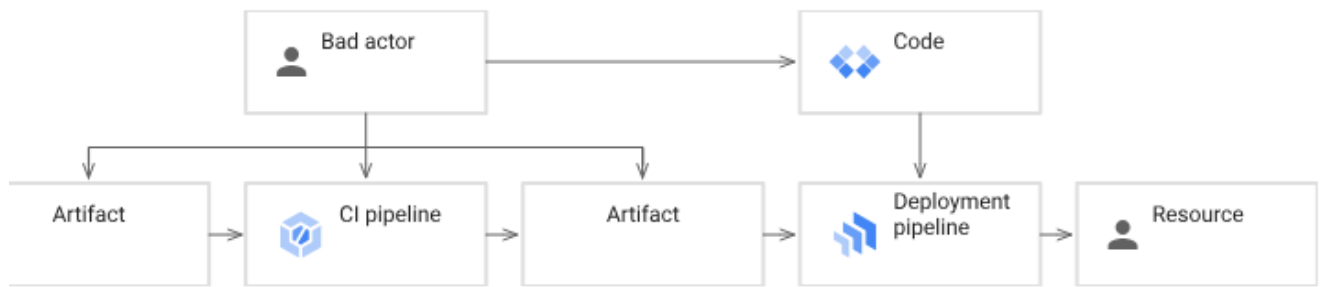 Bad actor
Code
Artifact
CI pipeline
Artifact
Deployment
pipeline
Resource